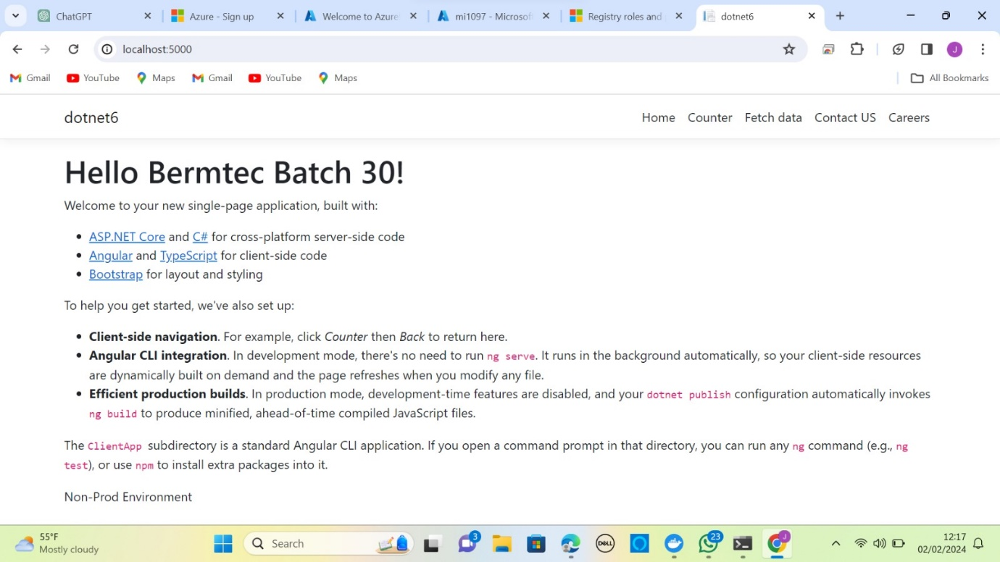 ChatGPT
Azure - Sign up
Welcome to Azure
mi1097 - Microsof
Registry roles and
dotnet6
localhost:5000
J
Gmail
YouTube
Maps
Gmail
YouTube
Maps
All Bookmarks
dotnet6
Home Counter Fetch data Contact US Careers
Hello Bermtec Batch 30!
Welcome to your new single-page application, built with:
• ASP.NET Core and C# for cross-platform server-side code
• Angular and TypeScript for client-side code
• Bootstrap for layout and styling
To help you get started, we've also set up:
• Client-side navigation. For example, click Counter then Back to return here.
• Angular CLI integration. In development mode, there's no need to run ng serve. It runs in the background automatically, so your client-side resources
are dynamically built on demand and the page refreshes when you modify any file.
• Efficient production builds. In production mode, development-time features are disabled, and your dotnet publish configuration automatically invokes
ng build to produce minified, ahead-of-time compiled JavaScript files.
The ClientApp subdirectory is a standard Angular CLI application. If you open a command prompt in that directory, you can run any ng command (e.g., ng
test), or use npm to install extra packages into it.
Non-Prod Environment
55°F
Mostly cloudy
Search
3
DELL
23
J
12:17
02/02/2024